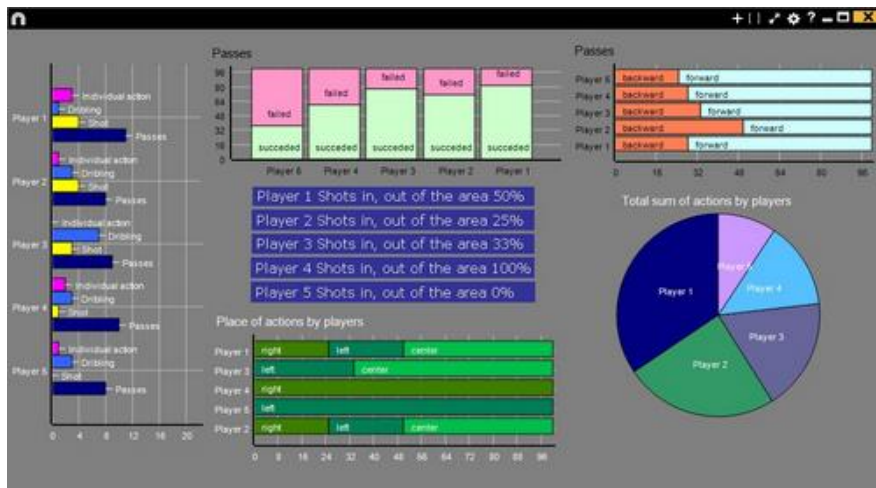 Passes
96
80
64
48
32
16
0
failed
succeded
failed
succeded
failed
succeded
failed
succeded
failed
succeded
Player 6
Player 4
Player 3
Player 2
Player 1
Player 1
Individual action
Dribling
Shot
Passes
Player 2
Individual action
Dribling
Shot
Passes
Player 3
Individual action
Dribling
Shot
Passes
Player 4
Individual action
Dribling
Shot
Passes
Player 5
Individual action
Dribling
Shot
Passes
0 4 8 12 16 20
Player 1 Shots in, out of the area 50%
Player 2 Shots in, out of the area 25%
Player 3 Shots in, out of the area 33%
Player 4 Shots in, out of the area 100%
Player 5 Shots in, out of the area 0%
Place of actions by players
Player 1 right left center
Player 3 left center
Player 4 right
left
Player 2 right left center
0 8 16 24 32 40 48 56 64 72 80 88 96
Passes
backward forward
Player 4 backward forward
Player 3 backward forward
Player 2 backward forward
Player 1 backward forward
0 16 32 48 64 80 96
Total sum of actions by players
Player 1
Player 4
Player 3
Player 2